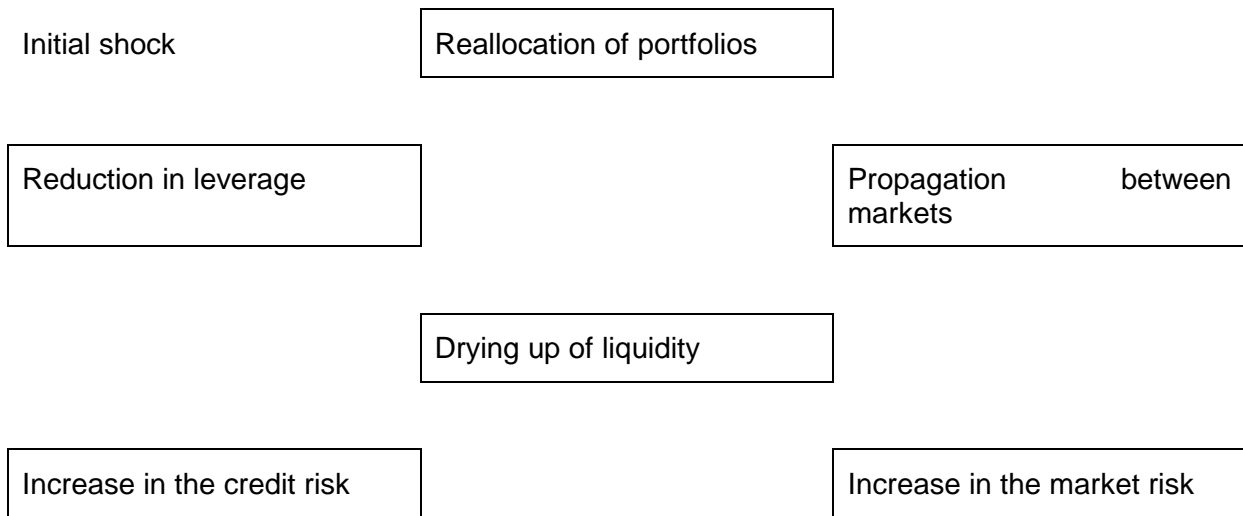 Initial shock
Reallocation of portfolios
Reduction in leverage
Propagation between
markets
Drying up of liquidity
Increase in the credit risk
Increase in the market risk